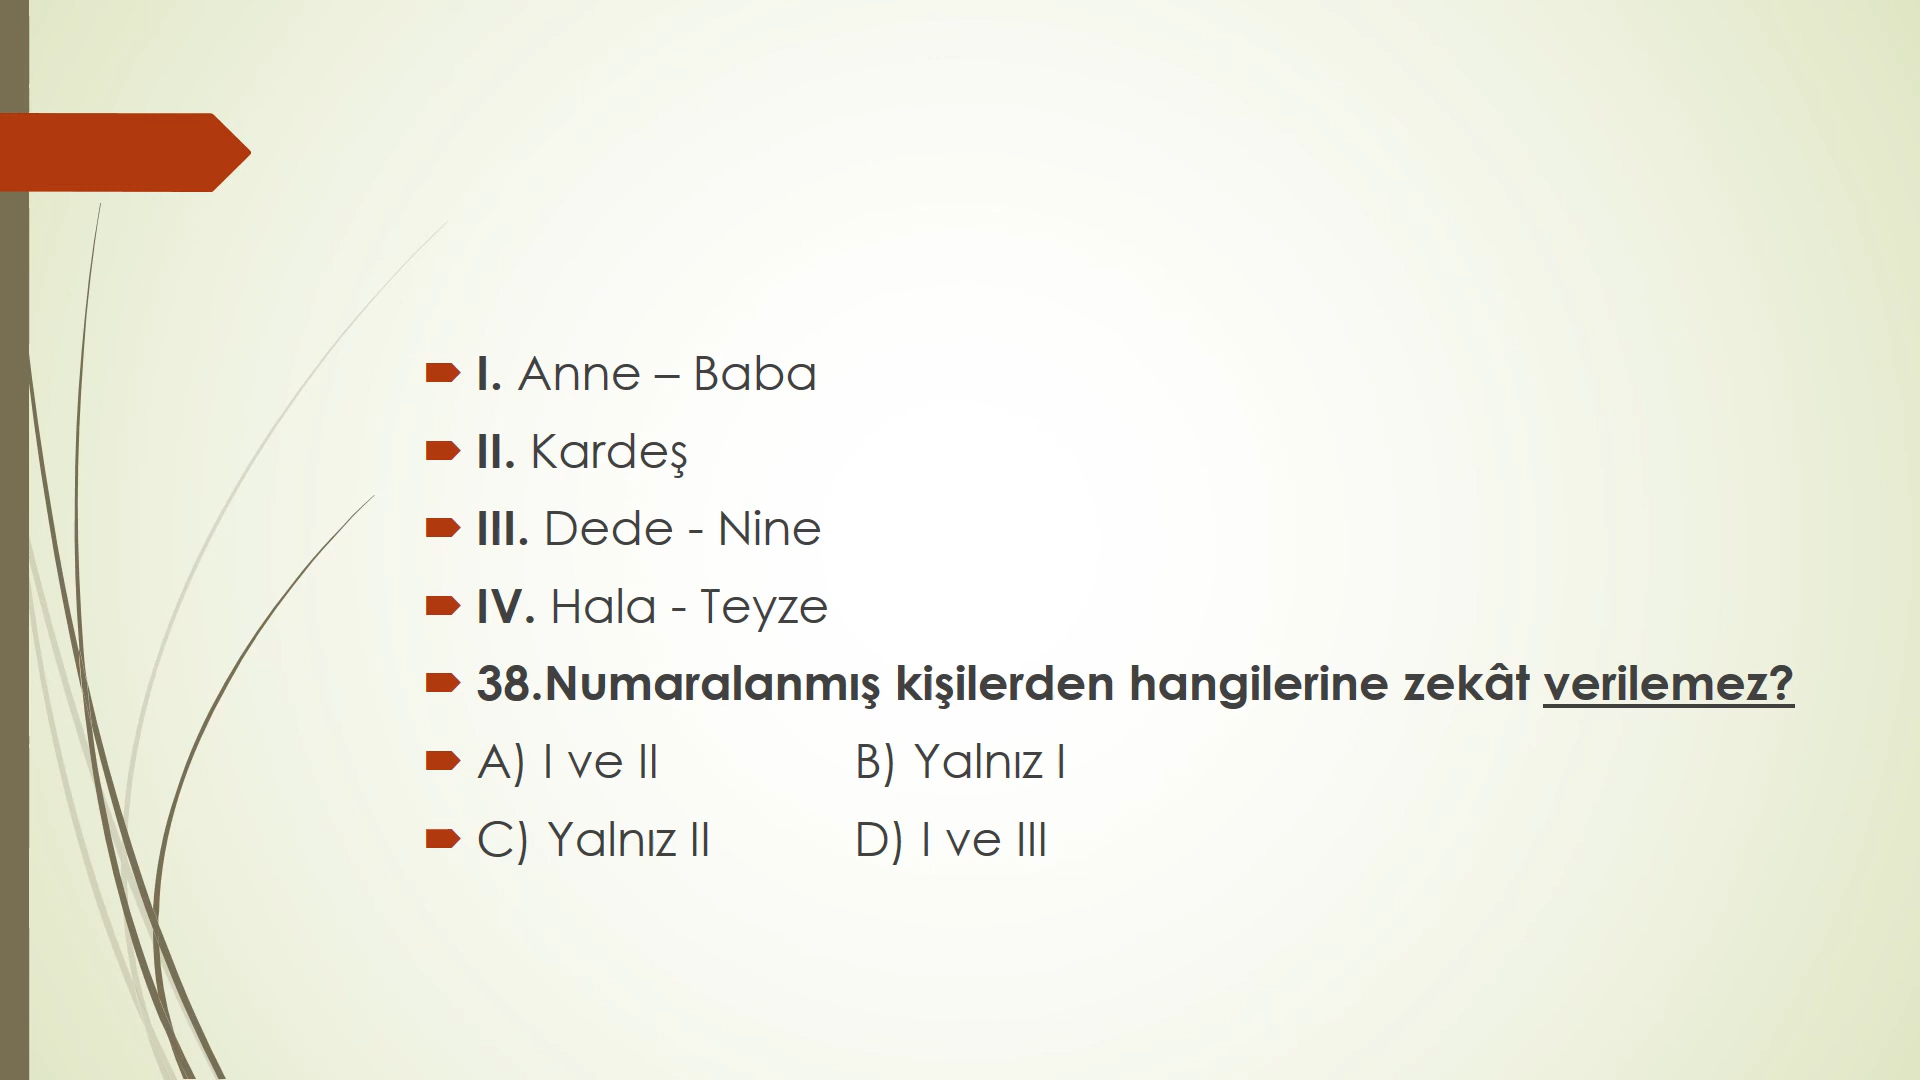 I. Anne – Baba
II. Kardeş
III. Dede - Nine
IV. Hala - Teyze
38.Numaralanmış kişilerden hangilerine zekât verilemez?
A) I ve II B) Yalnız I
C) Yalnız II D) I ve III